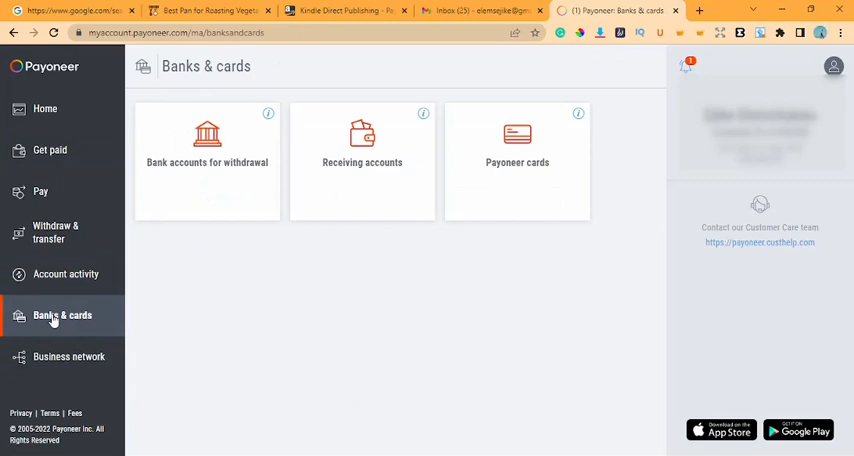 https://www.google.com/sea
Best Pan for Roasting Vegeta
Kindle Direct Publishing - Pa
Inbox (25) - elemsejike@gm
(1) Payoneer: Banks & cards
myaccount.payoneer.com/ma/banksandcards
Payoneer
Banks & cards
1
Home
Get paid
Pay
Withdraw &
transfer
Account activity
Banks & cards
Business network
Bank accounts for withdrawal
Receiving accounts
Payoneer cards
Contact our Customer Care team
https://payoneer.custhelp.com
Privacy | Terms | Fees
© 2005-2022 Payoneer Inc. All
Rights Reserved
Download on the
App Store
GET IT ON
Google Play